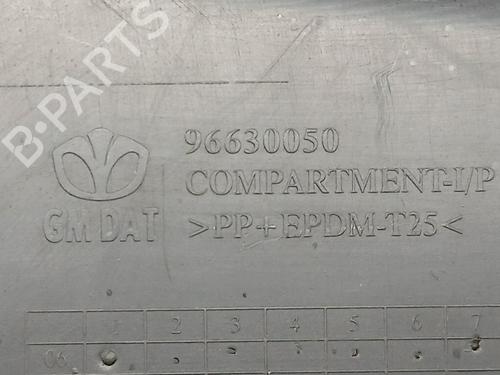 B-PARTS
96630050
COMPARTMENT-I/P
GM DAT
>PP+EPDM-T25<
1 2 3 4 5 6 7
06